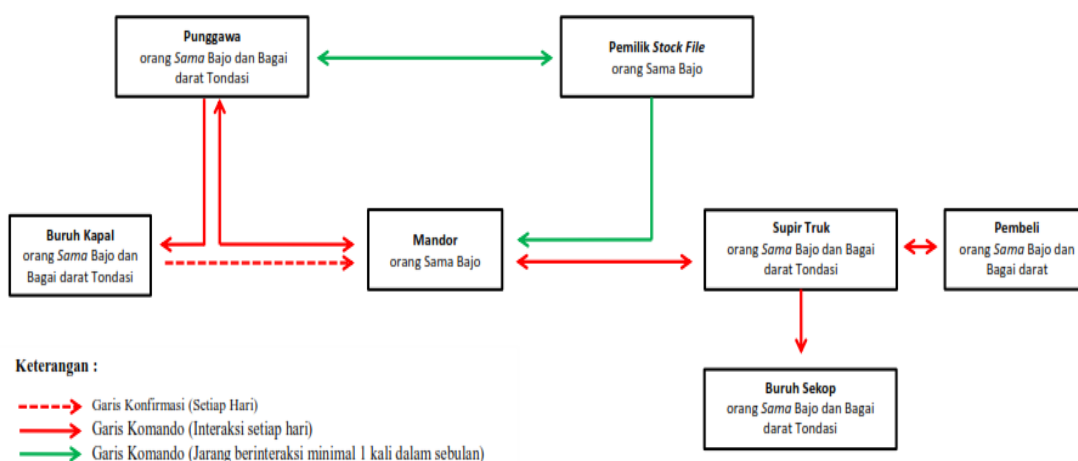 Punggawa
orang Sama Bajo dan Bagai
darat Tondasi
Pemilik Stock File
orang Sama Bajo
Buruh Kapal
orang Sama Bajo dan
Bagai darat Tondasi
Mandor
orang Sama Bajo
Supir Truk
orang Sama Bajo dan Bagai
darat Tondasi
Pembeli
orang Sama Bajo dan
Bagai darat
Buruh Sekop
orang Sama Bajo dan Bagai
darat Tondasi
Keterangan :
Garis Konfirmasi (Setiap Hari)
Garis Komando (Interaksi setiap hari)
Garis Komando (Jarang berinteraksi minimal 1 kali dalam sebulan)